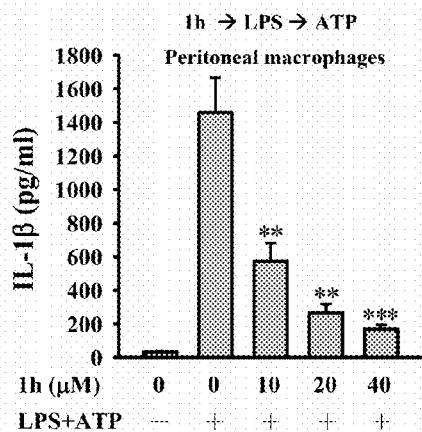 1h → LPS → ATP
Peritoneal macrophages
1800
1600
1400
1200
1000
800
600
400
200
0
IL-1β (pg/ml)
** ** ***
1h (μM) 0 0 10 20 40
LPS+ATP --- + + + +